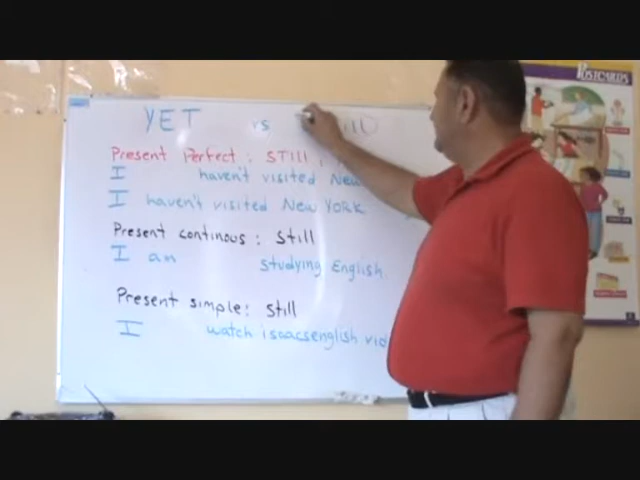 YET vs
Present Perfect : STill ,
I haven't visited New
I haven't visited New YORK
Present continous : Still
I am studying English.
Present simple : still
I watch isaacsenglish
POSTCARDS